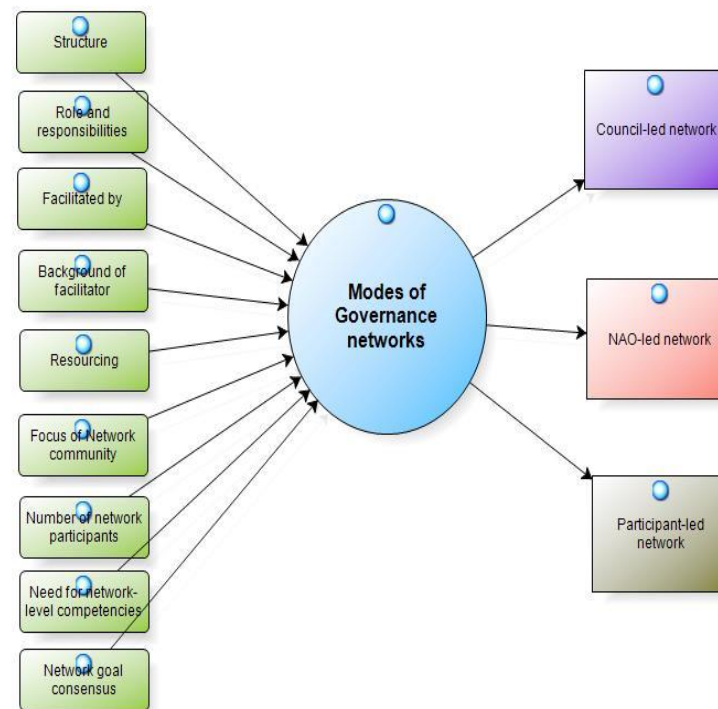 Structure
Role and
responsibilities
Facilitated by
Background of
facilitator
Resourcing
Focus of Network
community
Number of network
participants
Need for network-
level competencies
Network goal
consensus
Modes of
Governance
networks
Council-led network
NAO-led network
Participant-led
network